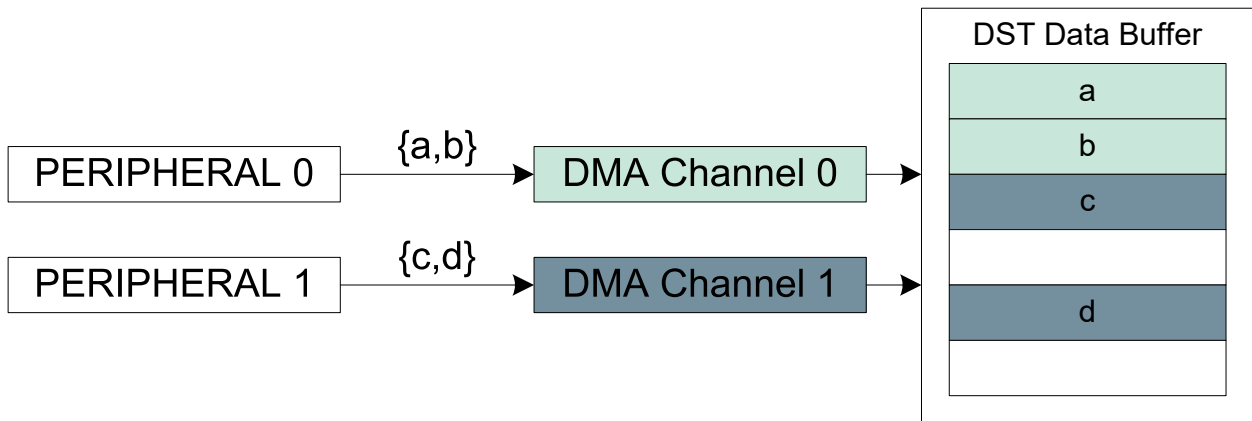 DST Data Buffer
a
{a,b}
b
PERIPHERAL 0
DMA Channel 0
c
{c,d}
PERIPHERAL 1
DMA Channel 1
d